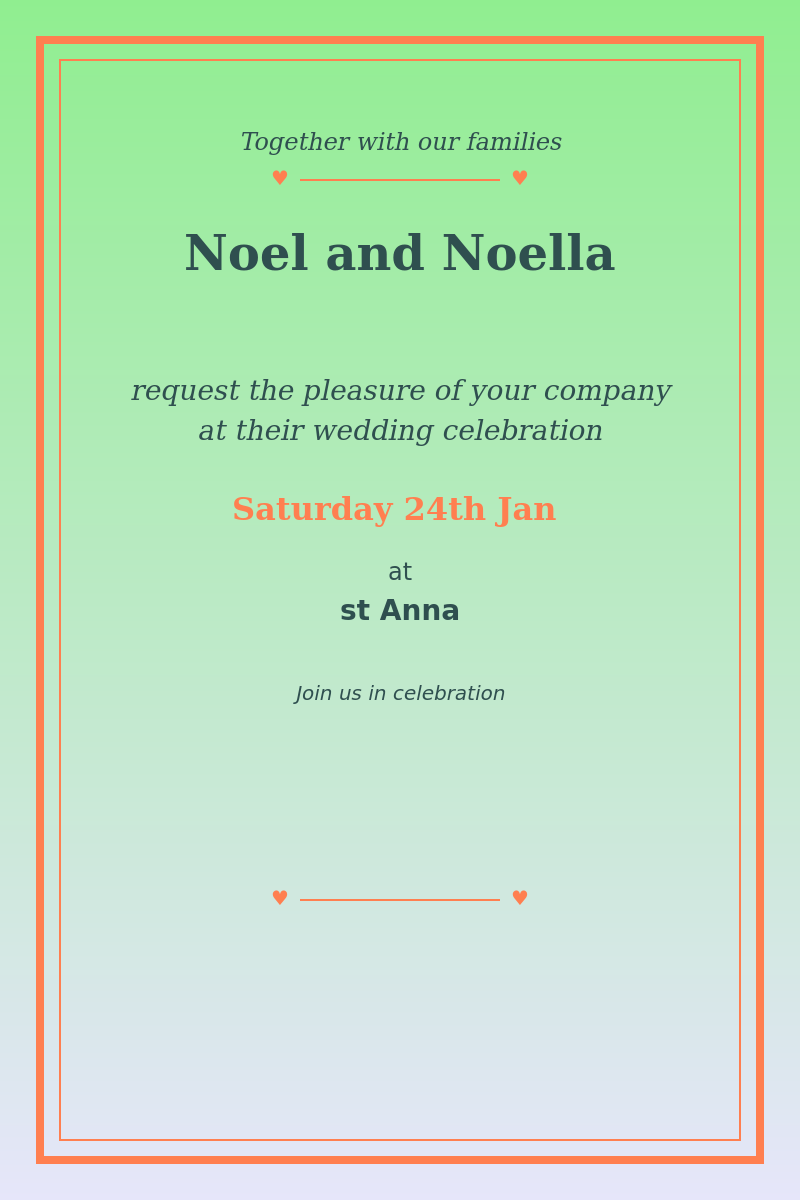 Together with our families
♥ ♥
Noel and Noella
request the pleasure of your company
at their wedding celebration
Saturday 24th Jan
at
st Anna
Join us in celebration
♥ ♥